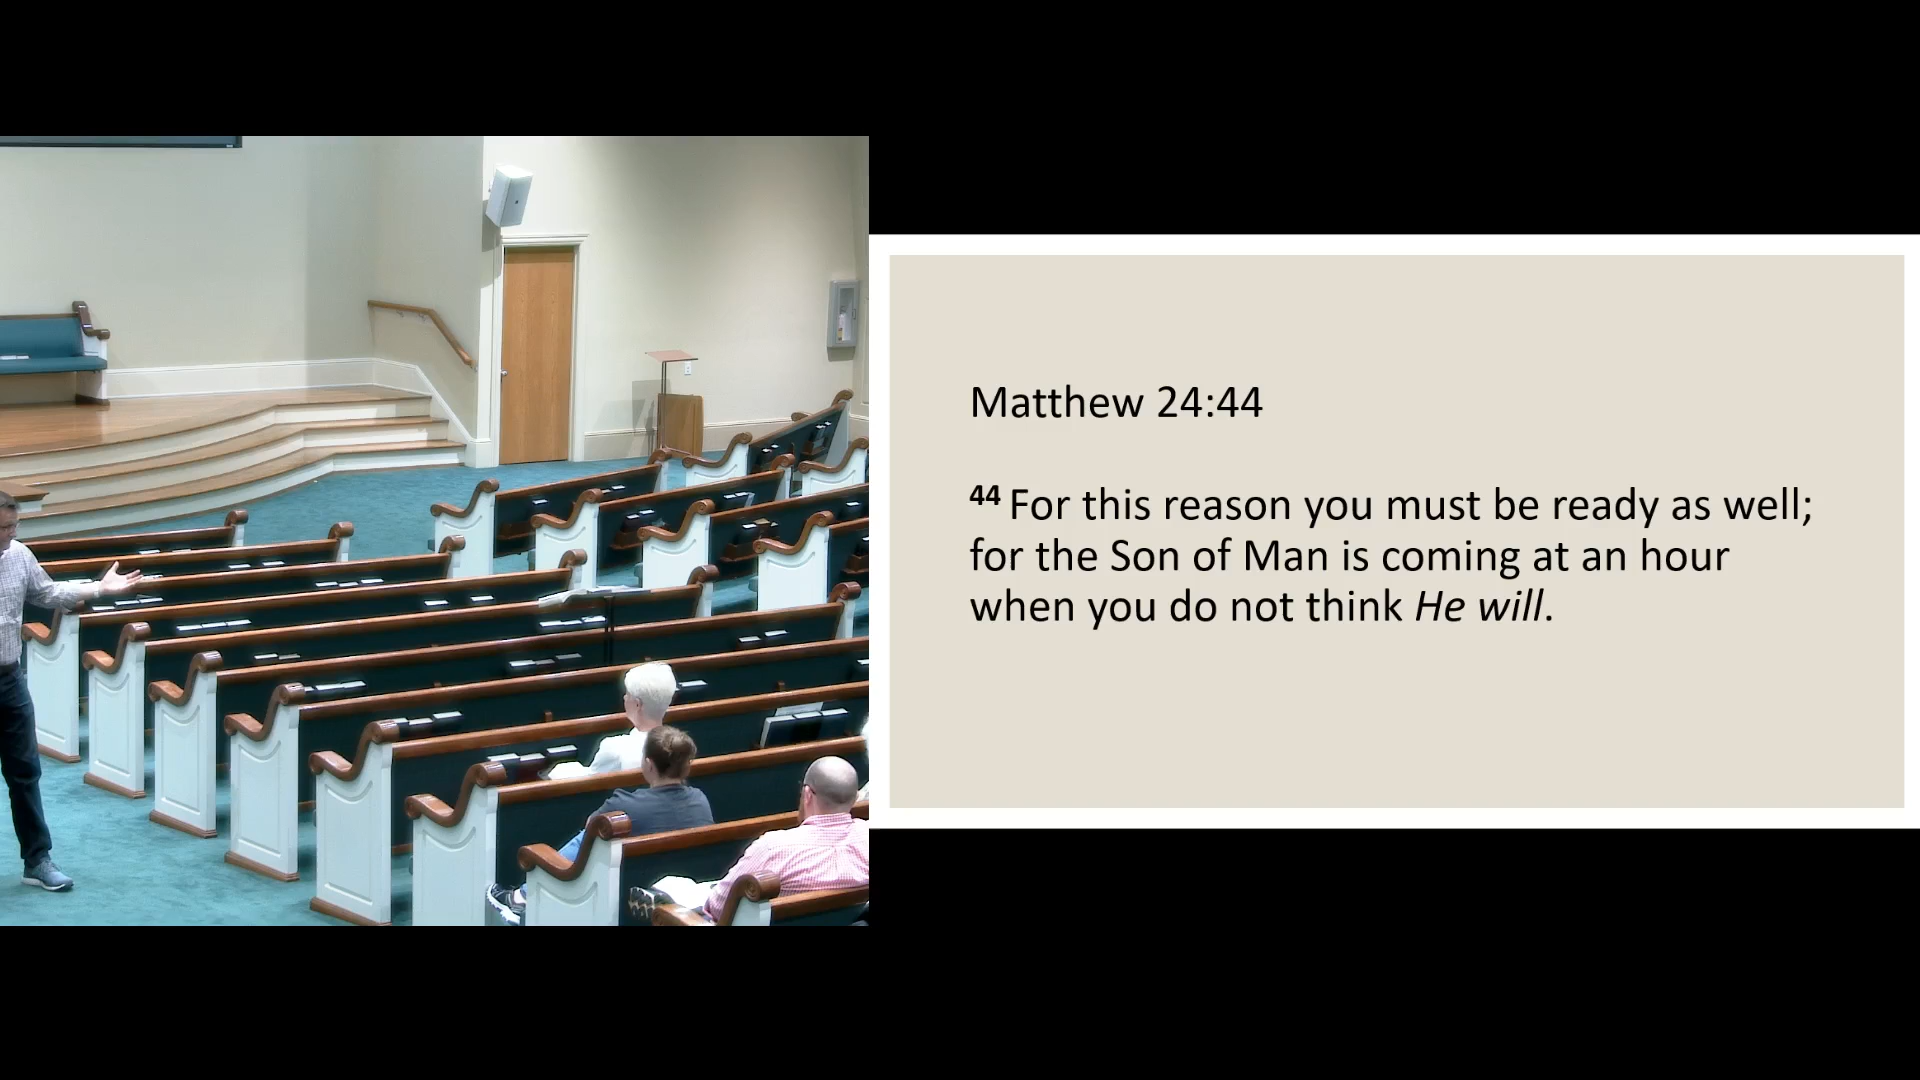 Matthew 24:44
44 For this reason you must be ready as well;
for the Son of Man is coming at an hour
when you do not think He will.